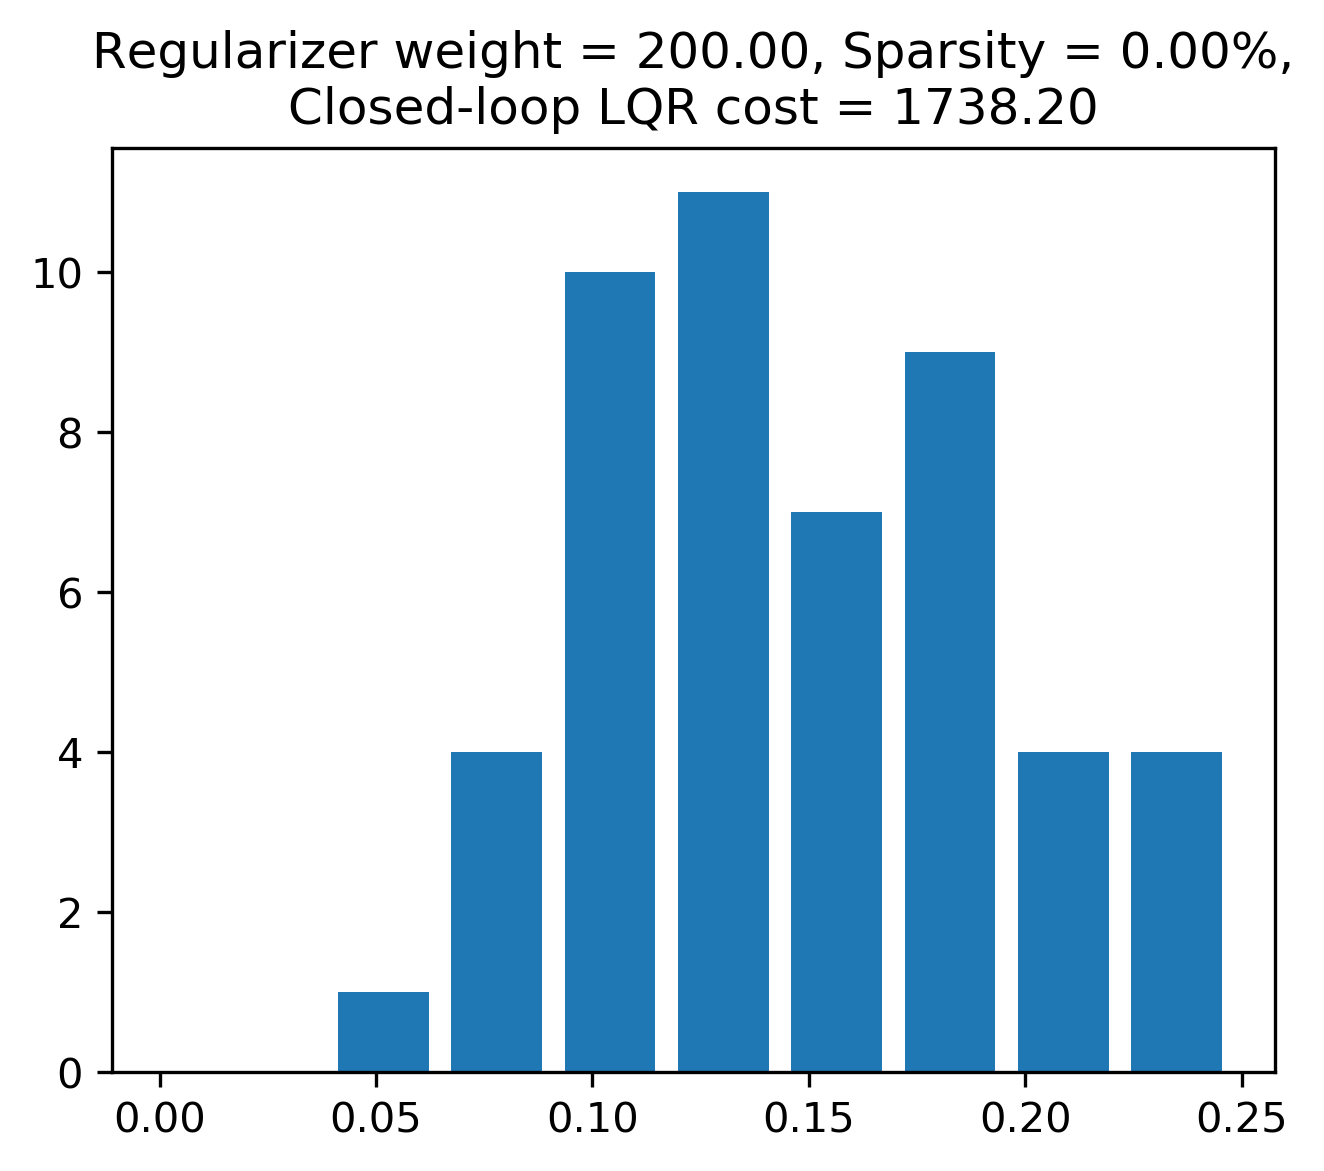 Regularizer weight = 200.00, Sparsity = 0.00%,
Closed-loop LQR cost = 1738.20
10
8
6
4
2
0
0.00 0.05 0.10 0.15 0.20 0.25